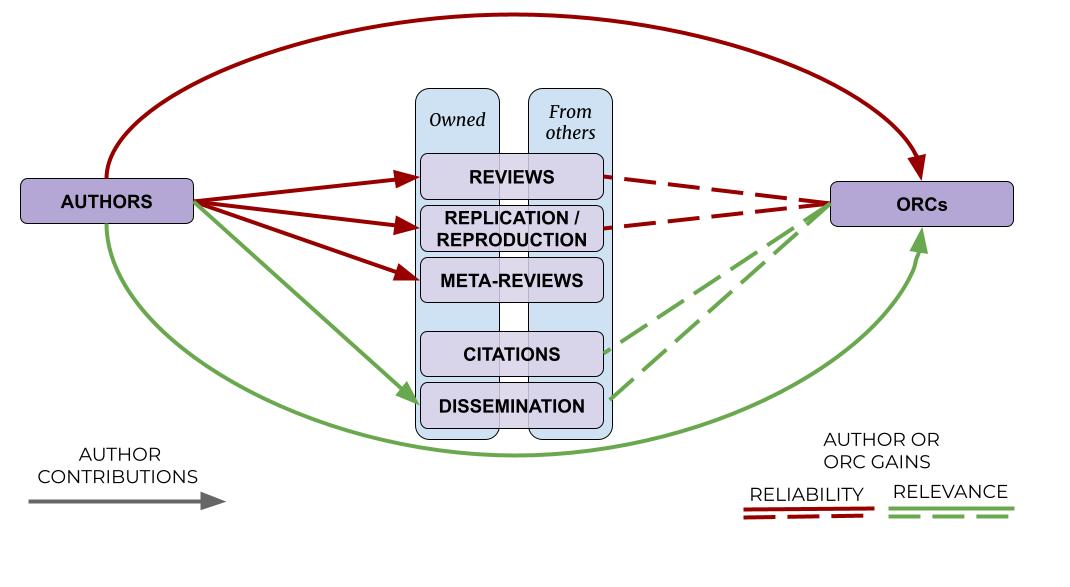 Owned
From
others
AUTHORS
REVIEWS
REPLICATION /
REPRODUCTION
META-REVIEWS
CITATIONS
DISSEMINATION
ORCs
AUTHOR
CONTRIBUTIONS
AUTHOR OR
ORC GAINS
RELIABILITY
RELEVANCE